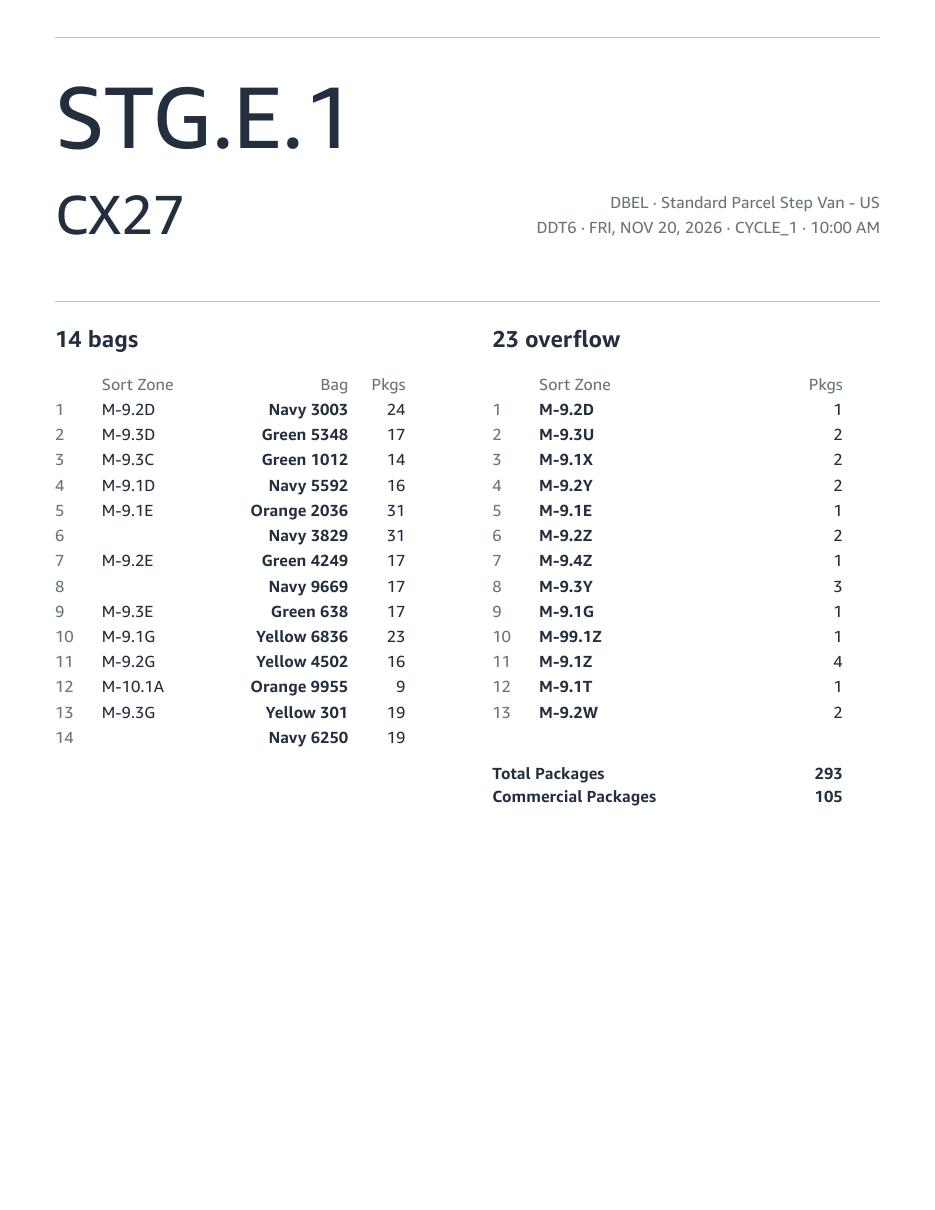 STG.E.1
CX27
DBEL · Standard Parcel Step Van - US
DDT6 · FRI, NOV 20, 2026 · CYCLE_1 · 10:00 AM
14 bags
Sort Zone Bag Pkgs
1 M-9.2D Navy 3003 24
2 M-9.3D Green 5348 17
3 M-9.3C Green 1012 14
4 M-9.1D Navy 5592 16
5 M-9.1E Orange 2036 31
6 Navy 3829 31
7 M-9.2E Green 4249 17
8 Navy 9669 17
9 M-9.3E Green 638 17
10 M-9.1G Yellow 6836 23
11 M-9.2G Yellow 4502 16
12 M-10.1A Orange 9955 9
13 M-9.3G Yellow 301 19
14 Navy 6250 19
23 overflow
Sort Zone Pkgs
1 M-9.2D 1
2 M-9.3U 2
3 M-9.1X 2
4 M-9.2Y 2
5 M-9.1E 1
6 M-9.2Z 2
7 M-9.4Z 1
8 M-9.3Y 3
9 M-9.1G 1
10 M-99.1Z 1
11 M-9.1Z 4
12 M-9.1T 1
13 M-9.2W 2
Total Packages 293
Commercial Packages 105